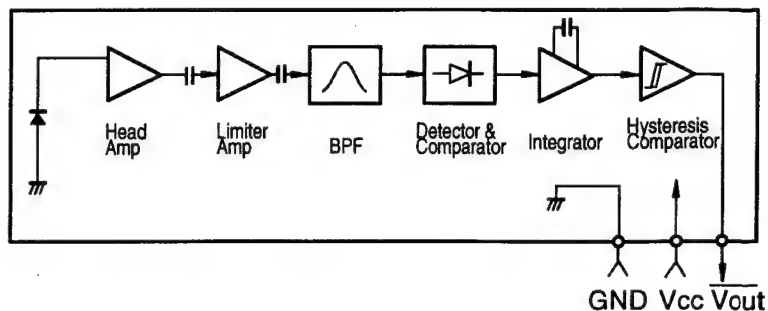 Head
Amp
Limiter
Amp
BPF
Detector &
Comparator
Integrator
Hysteresis
Comparator
GND Vcc Vout